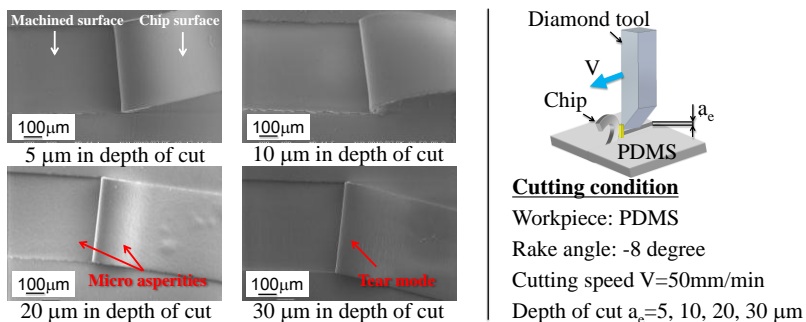 Machined surface
Chip surface
100μm
5 μm in depth of cut
100μm
10 μm in depth of cut
Micro asperities
100μm
20 μm in depth of cut
Tear mode
100μm
30 μm in depth of cut
Diamond tool
V
Chip
aₑ
PDMS
Cutting condition
Workpiece: PDMS
Rake angle: -8 degree
Cutting speed V=50mm/min
Depth of cut aₑ=5, 10, 20, 30 μm